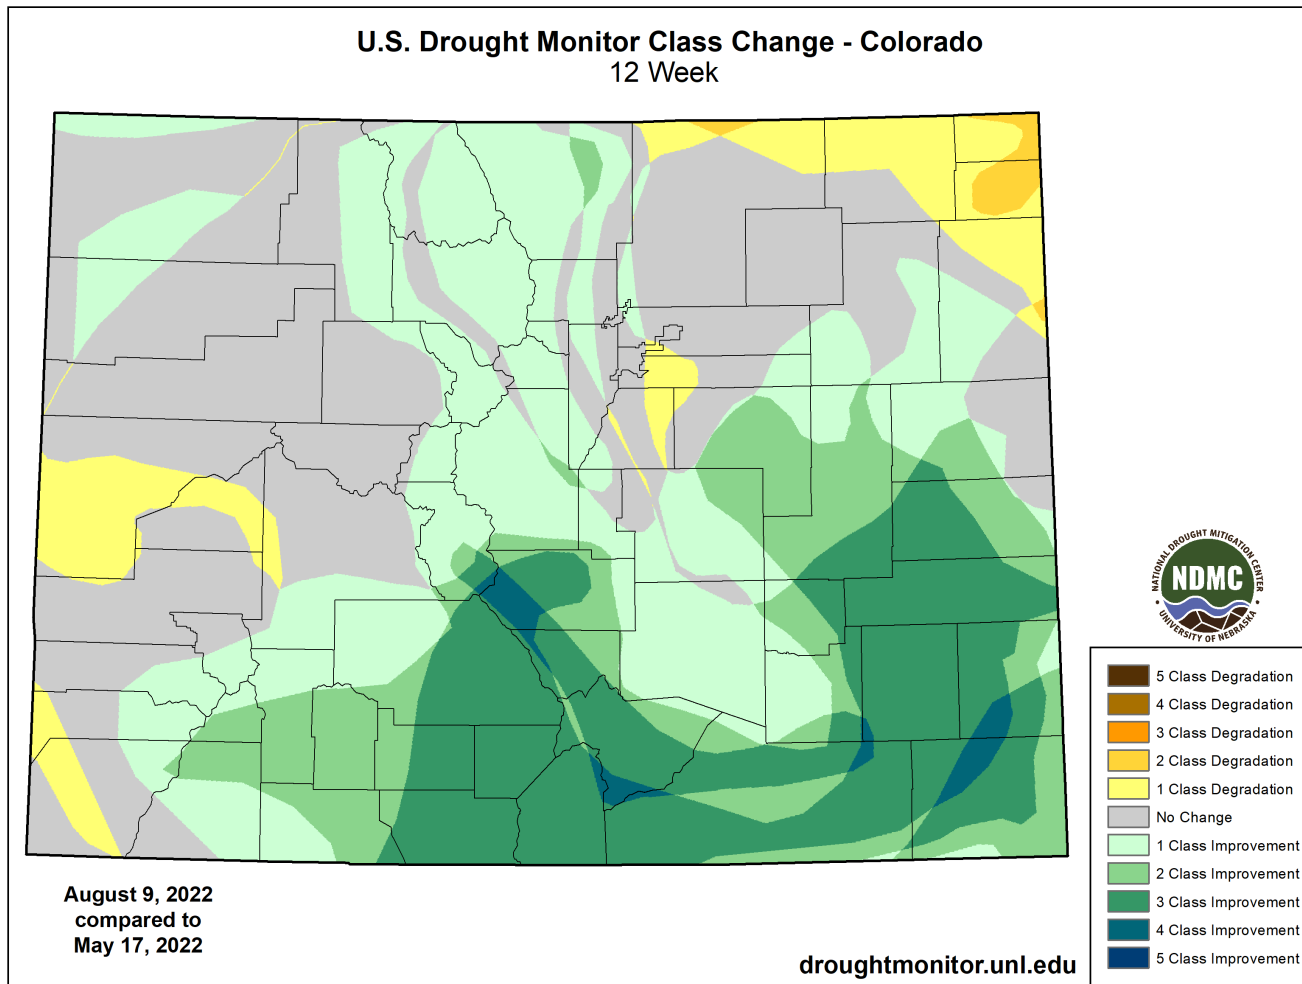 U.S. Drought Monitor Class Change - Colorado
12 Week
NATIONAL DROUGHT MITIGATION CENTER
NDMC
UNIVERSITY OF NEBRASKA
5 Class Degradation
4 Class Degradation
3 Class Degradation
2 Class Degradation
1 Class Degradation
No Change
1 Class Improvement
2 Class Improvement
3 Class Improvement
4 Class Improvement
5 Class Improvement
August 9, 2022
compared to
May 17, 2022
droughtmonitor.unl.edu